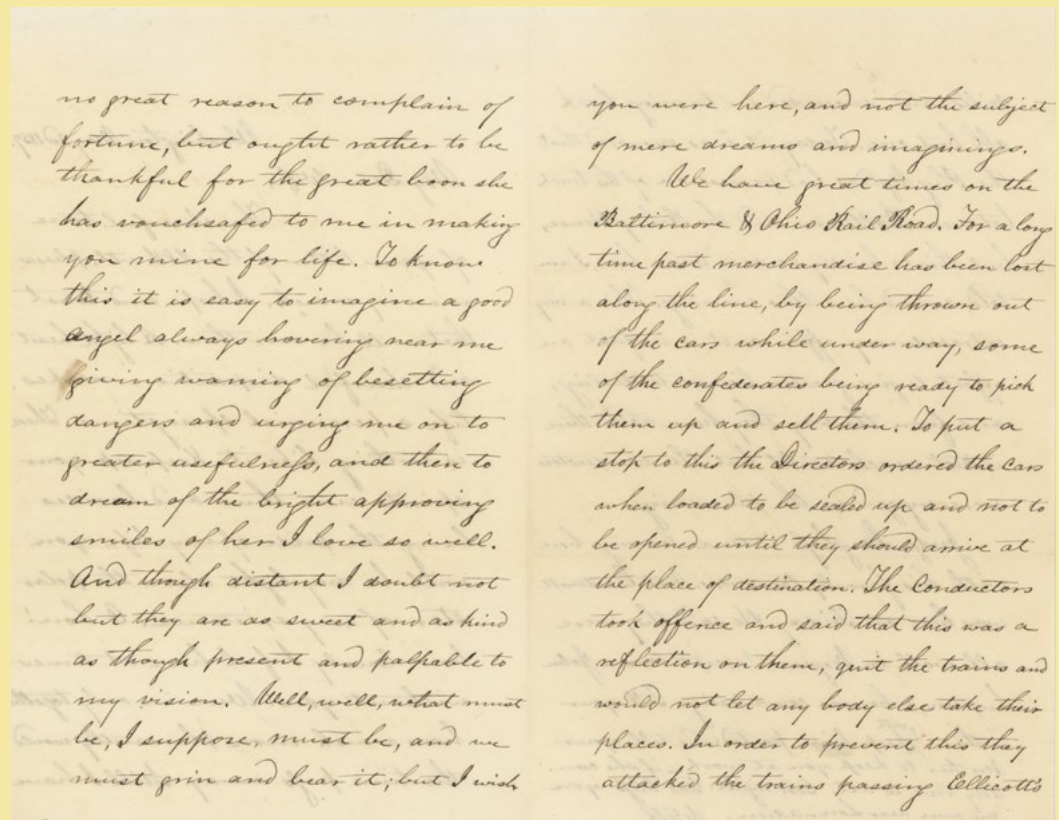 no great reason to complain of
fortune, but ought rather to be
thankful for the great boon she
has vouchsafed to me in making
you mine for life. To know
this it is easy to imagine a good
angel always hovering near me
giving warning of besetting
dangers and urging me on to
greater usefulness, and then to
dream of the bright approving
smiles of her I love so well.
And though distant I doubt not
but they are as sweet and as kind
as though present and palpable to
my vision. Well, well, what must
be, I suppose, must be, and we
must grin and bear it; but I wish
you were here, and not the subject
of mere dreams and imaginings.
We have great times on the
Baltimore & Ohio Rail Road. For a long
time past merchandise has been lost
along the line, by being thrown out
of the cars while under way, some
of the confederates being ready to pick
them up and sell them. To put a
stop to this the Directors ordered the cars
when loaded to be sealed up and not to
be opened until they should arrive at
the place of destination. The Conductors
took offence and said that this was a
reflection on them, quit the trains and
would not let any body else take their
places. In order to prevent this they
attacked the trains passing Ellicott's